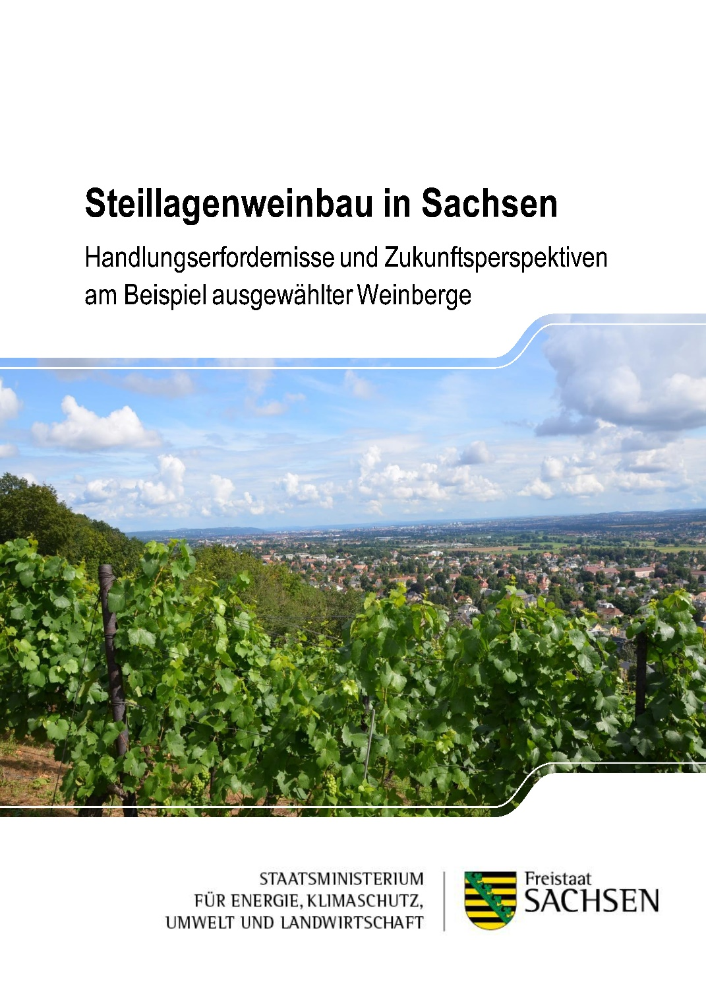 Steillagenweinbau in Sachsen
Handlungserfordernisse und Zukunftsperspektiven
am Beispiel ausgewählter Weinberge
STAATSMINISTERIUM
FÜR ENERGIE, KLIMASCHUTZ,
UMWELT UND LANDWIRTSCHAFT
Freistaat
SACHSEN